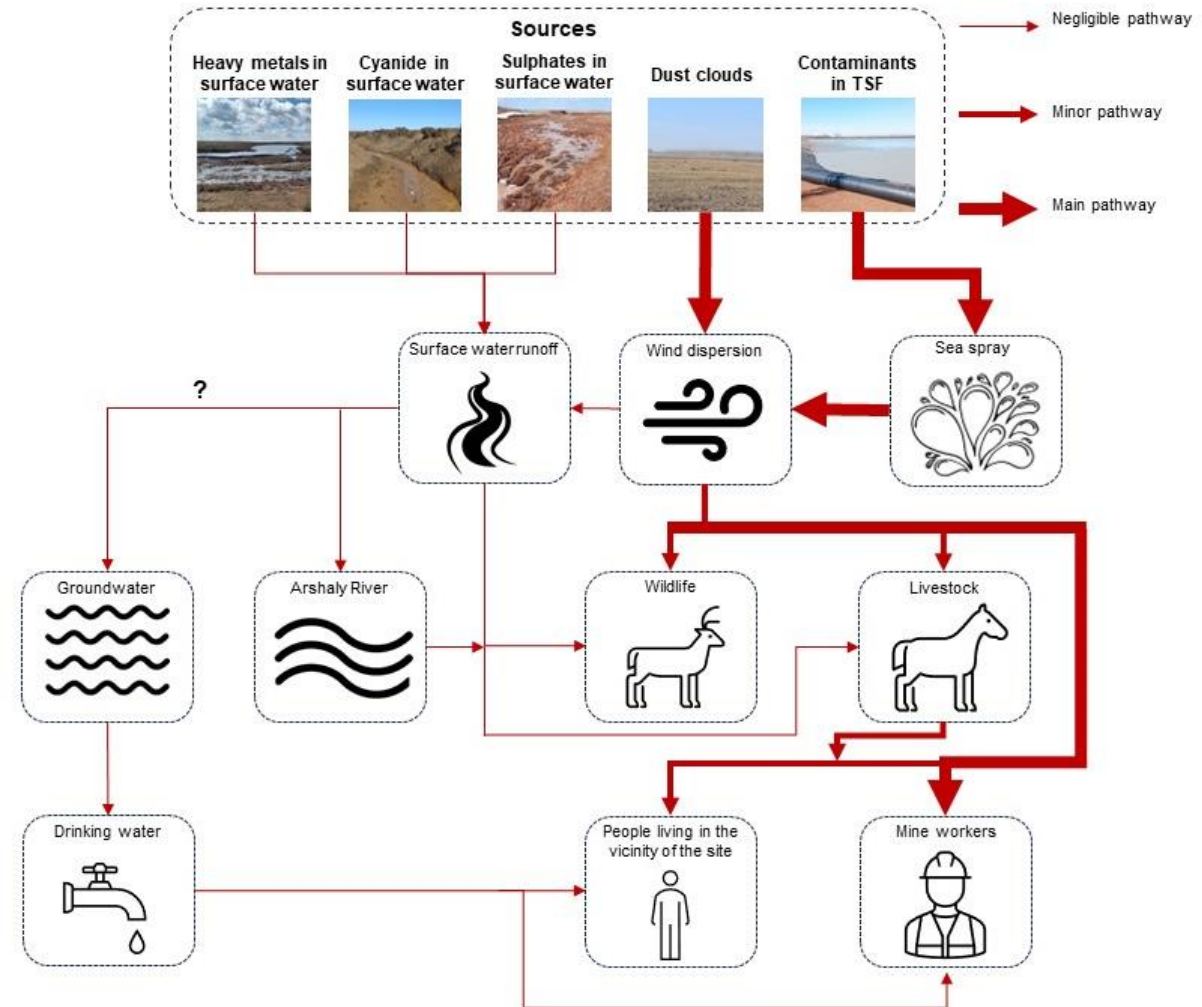 Sources
Heavy metals in
surface water
Cyanide in
surface water
Sulphates in
surface water
Dust clouds
Contaminants
in TSF
Negligible pathway
Minor pathway
Main pathway
Surface water runoff
Wind dispersion
Sea spray
?
Groundwater
Arshaly River
Wildlife
Livestock
Drinking water
People living in the
vicinity of the site
Mine workers